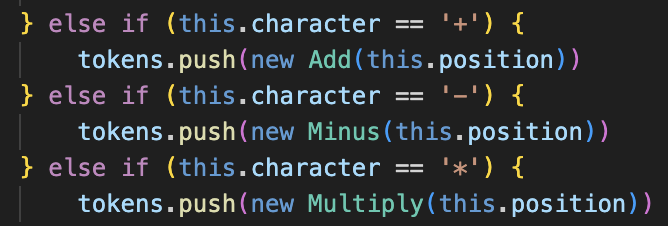 } else if (this.character == '+') {
    tokens.push(new Add(this.position))
} else if (this.character == '-') {
    tokens.push(new Minus(this.position))
} else if (this.character == '*') {
    tokens.push(new Multiply(this.position))